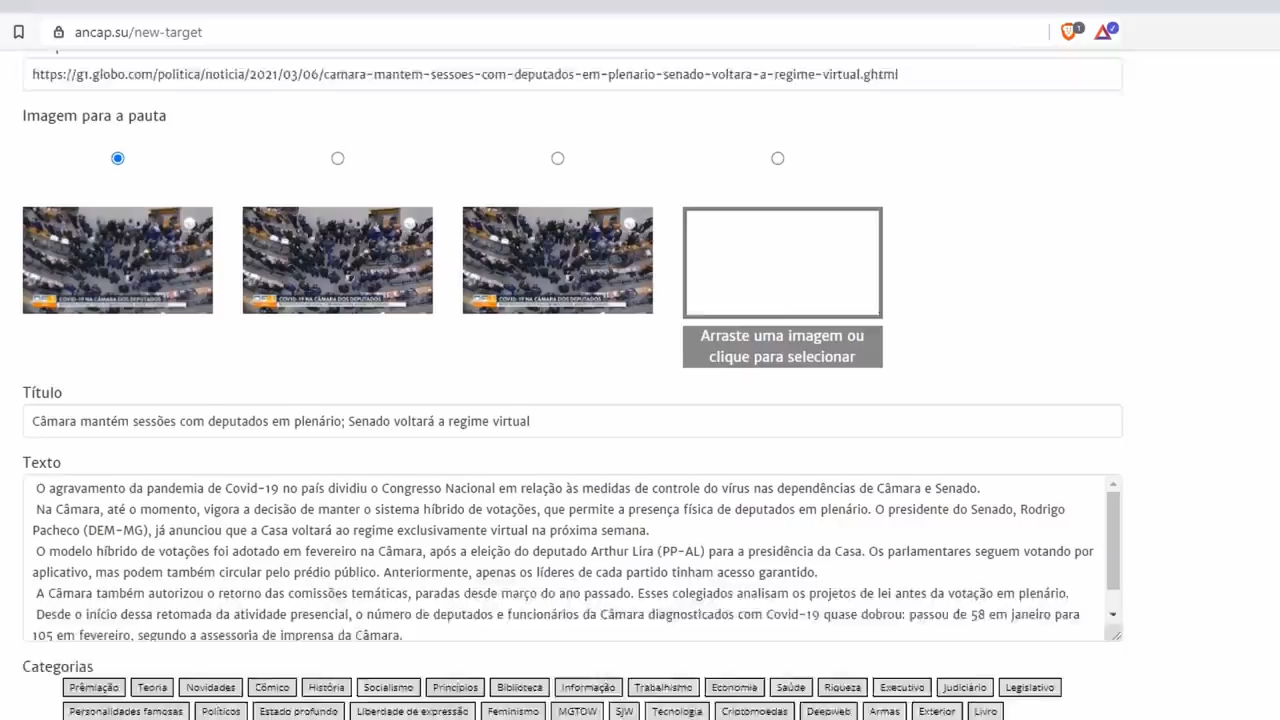 ancap.su/new-target
1
https://g1.globo.com/politica/noticia/2021/03/06/camara-mantem-sessoes-com-deputados-em-plenario-senado-voltara-a-regime-virtual.ghtml
Imagem para a pauta
COVID-19 NA CÂMARA DOS DEPUTADOS
COVID-19 NA CÂMARA DOS DEPUTADOS
COVID-19 NA CÂMARA DOS DEPUTADOS
Arraste uma imagem ou
clique para selecionar
Título
Câmara mantém sessões com deputados em plenário; Senado voltará a regime virtual
Texto
O agravamento da pandemia de Covid-19 no país dividiu o Congresso Nacional em relação às medidas de controle do vírus nas dependências de Câmara e Senado.
Na Câmara, até o momento, vigora a decisão de manter o sistema híbrido de votações, que permite a presença física de deputados em plenário. O presidente do Senado, Rodrigo
Pacheco (DEM-MG), já anunciou que a Casa voltará ao regime exclusivamente virtual na próxima semana.
O modelo híbrido de votações foi adotado em fevereiro na Câmara, após a eleição do deputado Arthur Lira (PP-AL) para a presidência da Casa. Os parlamentares seguem votando por
aplicativo, mas podem também circular pelo prédio público. Anteriormente, apenas os líderes de cada partido tinham acesso garantido.
A Câmara também autorizou o retorno das comissões temáticas, paradas desde março do ano passado. Esses colegiados analisam os projetos de lei antes da votação em plenário.
Desde o início dessa retomada da atividade presencial, o número de deputados e funcionários da Câmara diagnosticados com Covid-19 quase dobrou: passou de 58 em janeiro para
105 em fevereiro, segundo a assessoria de imprensa da Câmara.
Categorias
Prêmiação Teoria Novidades Cômico História Socialismo Princípios Biblioteca Informação Trabalhismo Economia Saúde Riqueza Executivo Judiciário Legislativo
Personalidades famosas Políticos Estado profundo Liberdade de expressão Feminismo MGTOW SJW Tecnologia Criptomoedas Deepweb Armas Exterior Livro